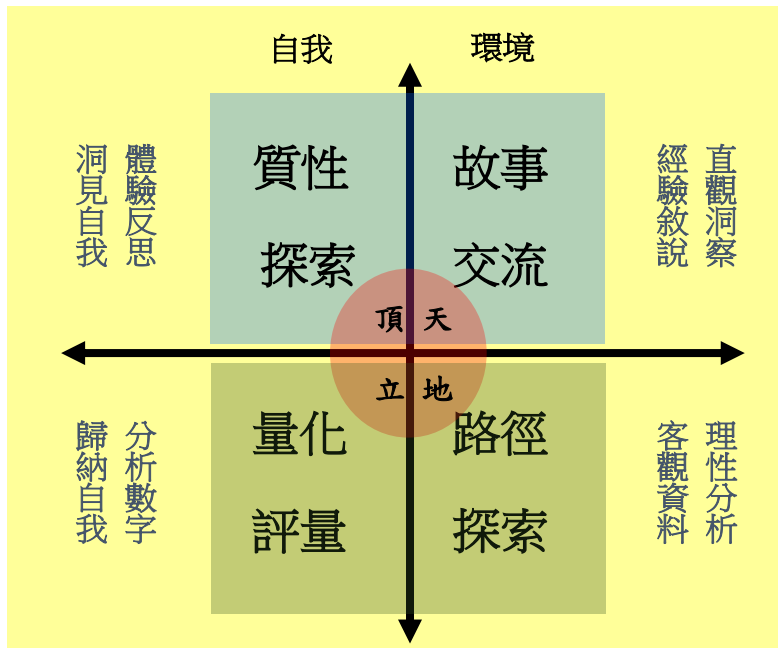 自我
環境
體驗反思
洞見自我
質性
探索
故事
交流
直觀洞察
經驗敘說
頂天
立地
分析數字
歸納自我
量化
評量
路徑
探索
理性分析
客觀資料